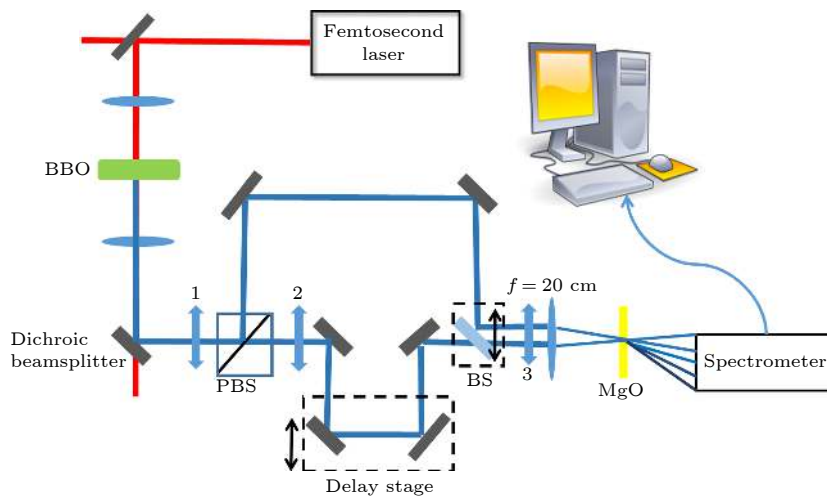 Femtosecond
laser
BBO
1
2
f = 20 cm
Dichroic
beamsplitter
PBS
BS
3
MgO
Spectrometer
Delay stage